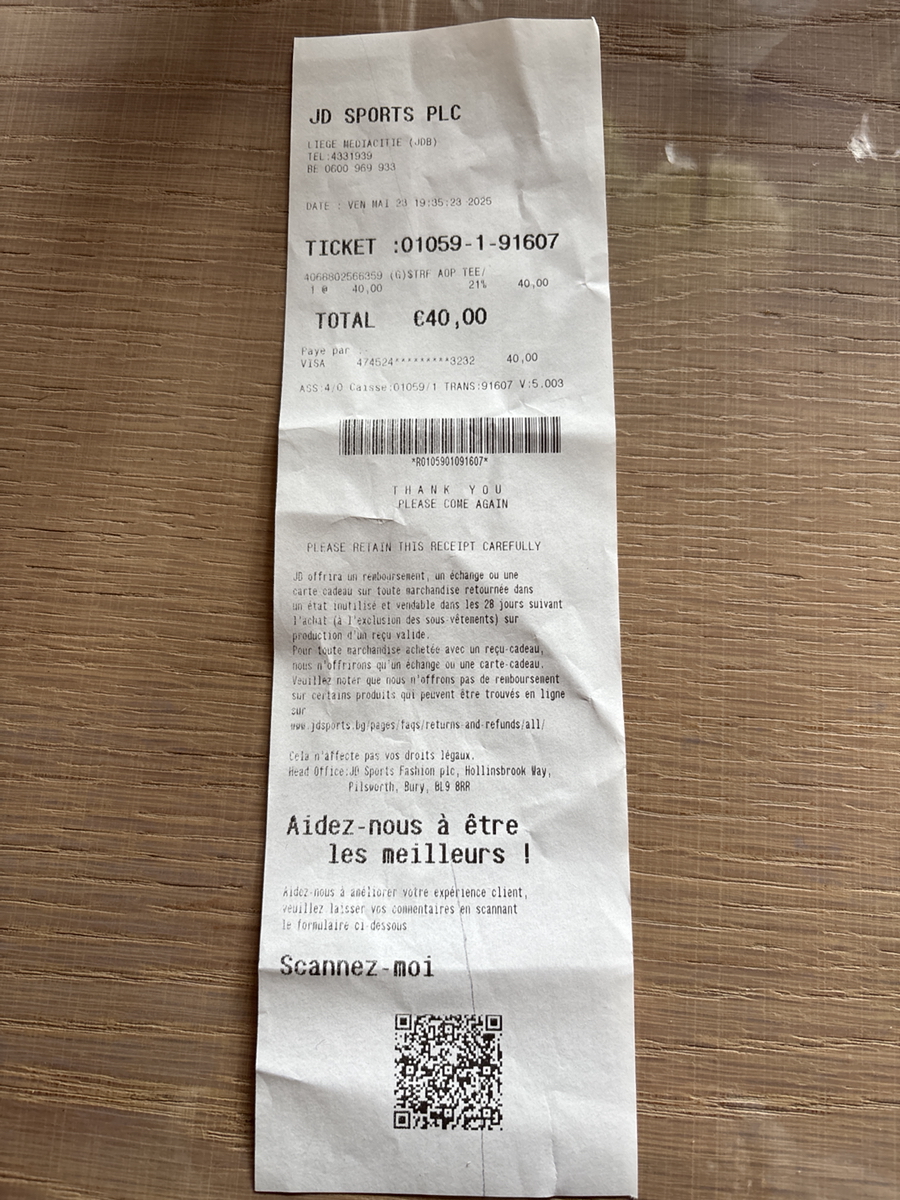 JD SPORTS PLC
LIEGE MEDIACITIE (JDB)
TEL:4331939
BE 0600 969 933
DATE : VEN MAI 23 19:35:23 2025
TICKET :01059-1-91607
4066802566359 (G)STRF AOP TEE/
1 @ 40,00 21% 40,00
TOTAL €40,00
Paye par :-
VISA 474524*********3232 40,00
ASS:4/0 Caisse:01059/1 TRANS:91607 V:5.003
*R0105901091607*
THANK YOU
PLEASE COME AGAIN
PLEASE RETAIN THIS RECEIPT CAREFULLY
JD offrira un remboursement, un échange ou une
carte cadeau sur toute marchandise retournée dans
un état inutilisé et vendable dans les 28 jours suivant
l'achat (à l'exclusion des sous-vêtements) sur
production d'un reçu valide.
Pour toute marchandise achetée avec un reçu-cadeau,
nous n'offrirons qu'un échange ou une carte-cadeau.
Veuillez noter que nous n'offrons pas de remboursement
sur certains produits qui peuvent être trouvés en ligne
sur
www.jdsports.bg/pages/faqs/returns-and-refunds/all/
Cela n'affecte pas vos droits légaux.
Head Office:JD Sports Fashion plc, Hollinsbrook Way,
Pilsworth, Bury, BL9 8RR
Aidez-nous à être
les meilleurs !
Aidez-nous à améliorer votre expérience client,
veuillez laisser vos commentaires en scannant
le formulaire ci-dessous
Scannez-moi